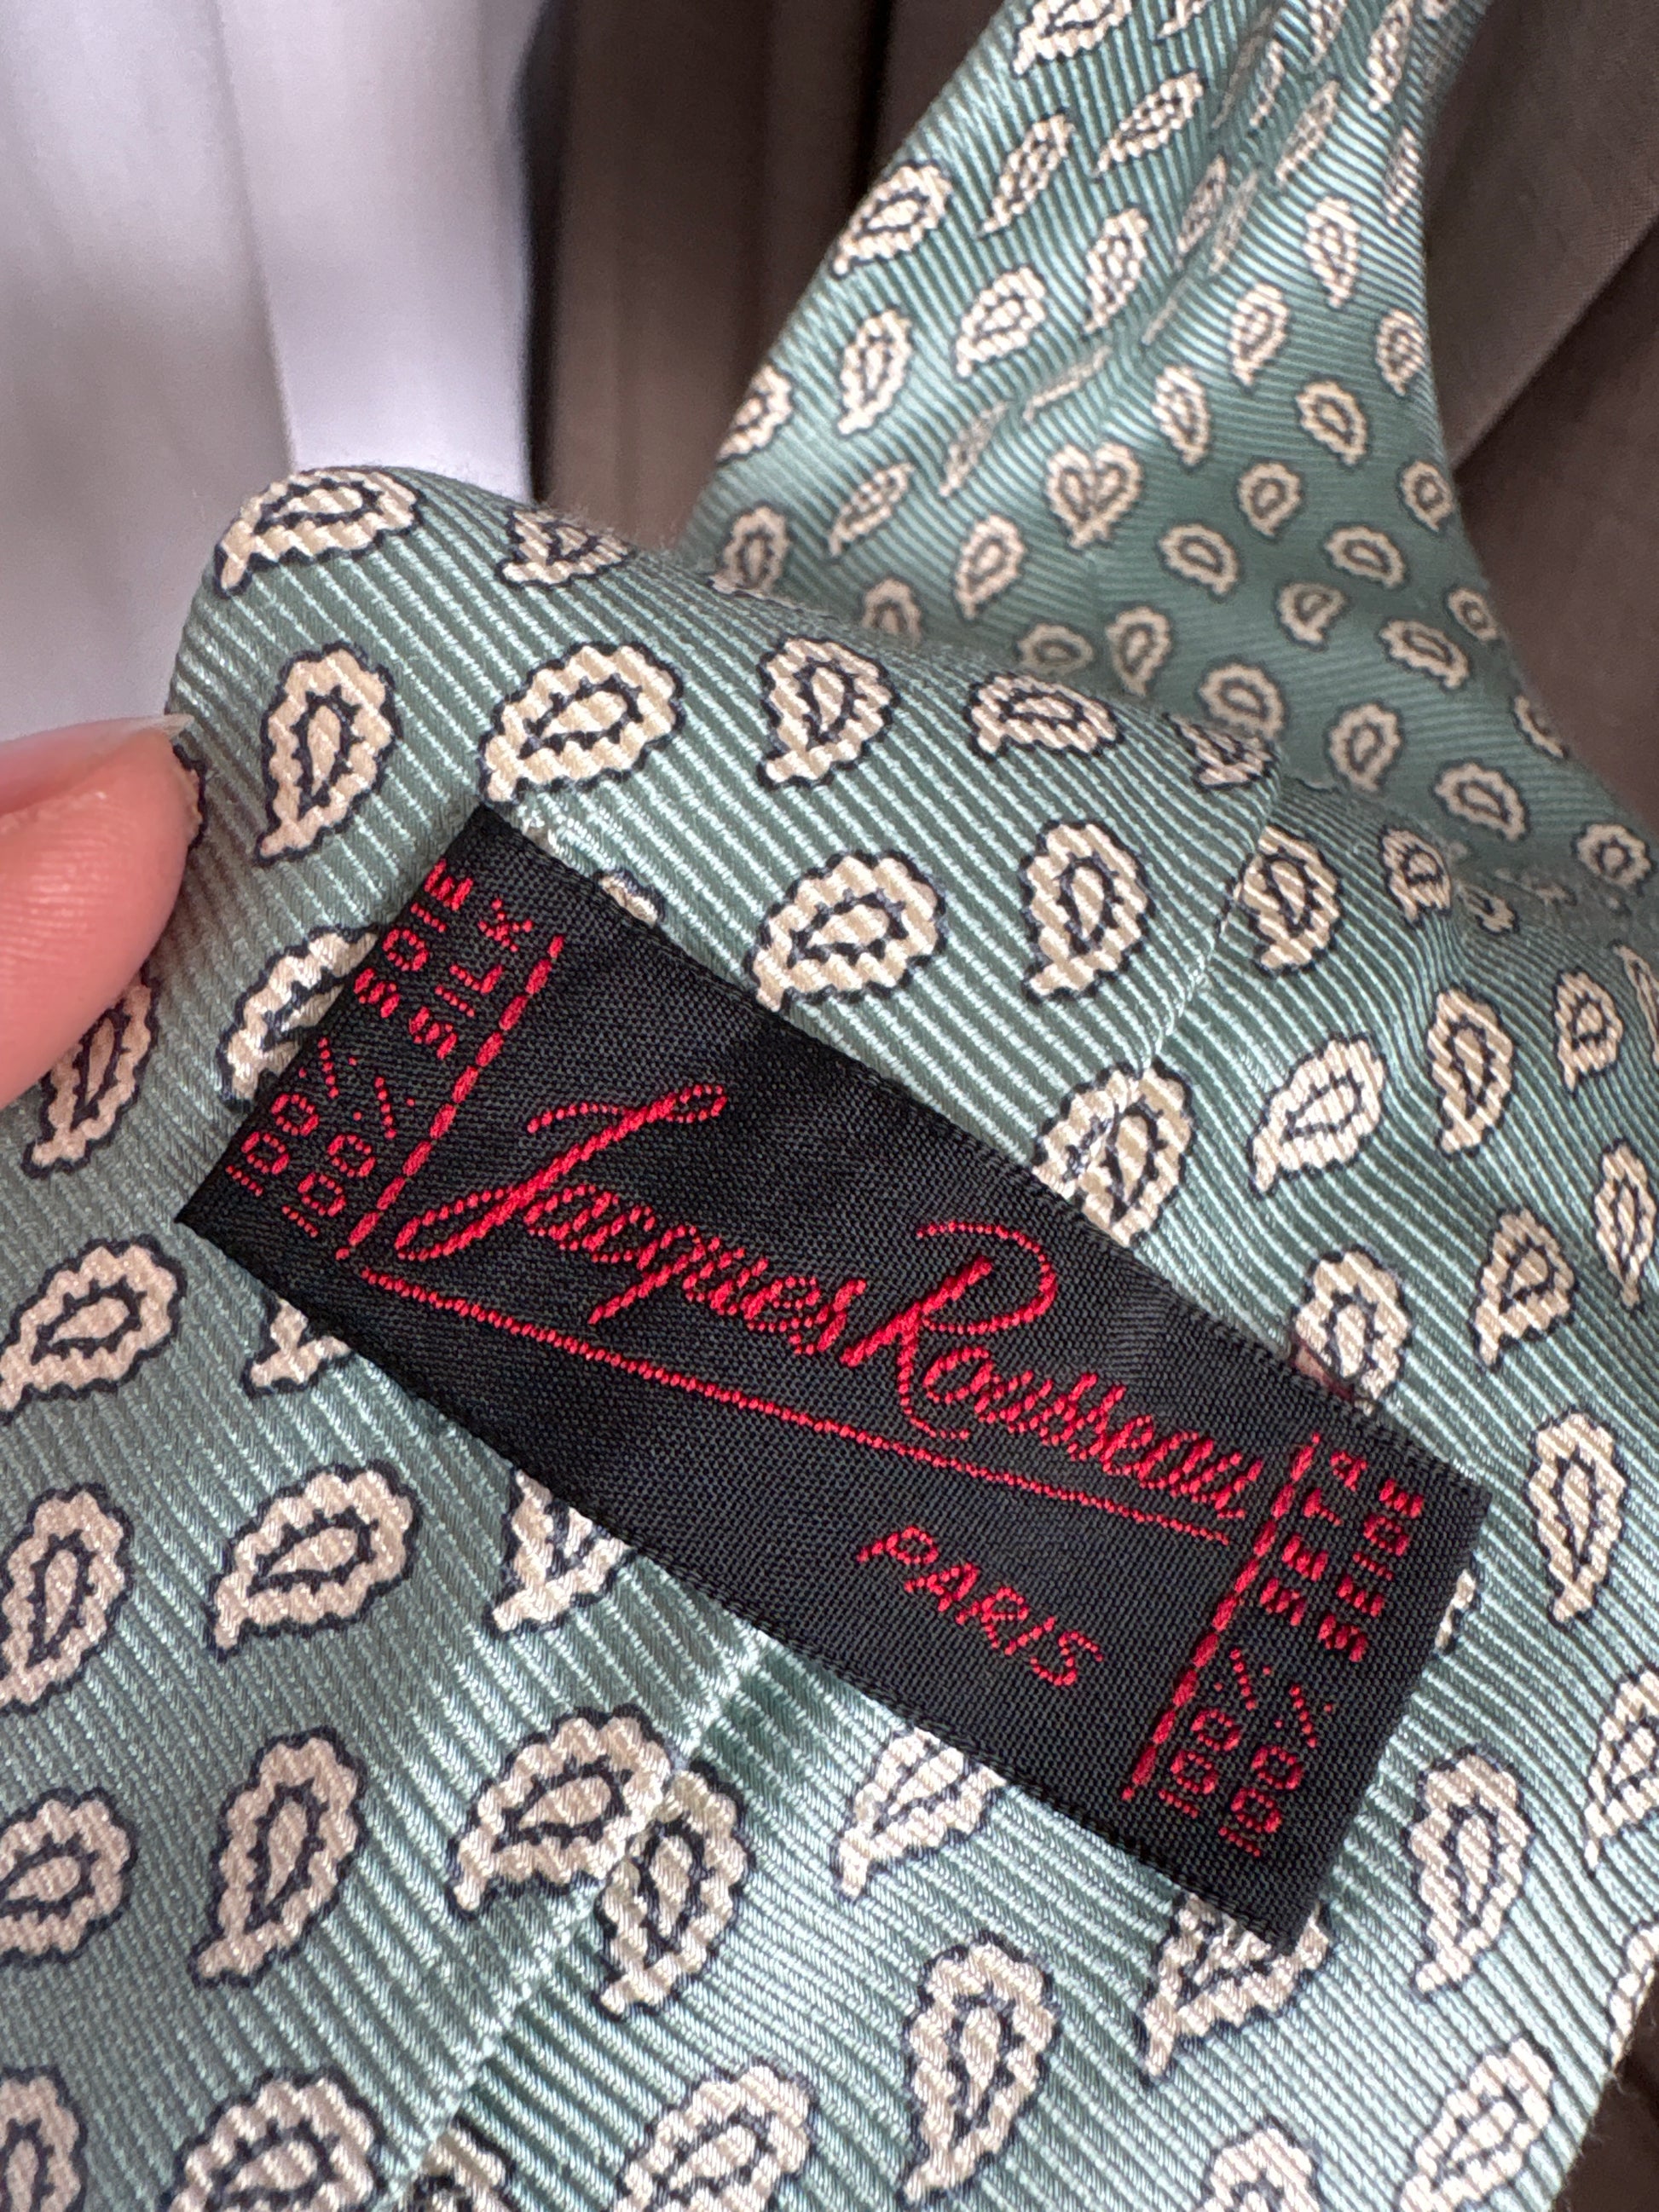 100% SOIE
100% SILK
Jacques Rousseau
PARIS
100% SETA
100% SEIDE